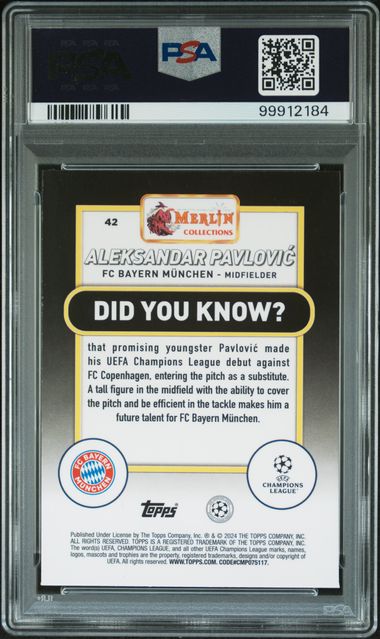 PSA
PSA
99912184
42
MERLIN
COLLECTIONS
ALEKSANDAR PAVLOVIĆ
FC BAYERN MÜNCHEN - MIDFIELDER
DID YOU KNOW?
that promising youngster Pavlović made
his UEFA Champions League debut against
FC Copenhagen, entering the pitch as a substitute.
A tall figure in the midfield with the ability to cover
the pitch and be efficient in the tackle makes him a
future talent for FC Bayern München.
FC BAYERN
MÜNCHEN
UEFA
CHAMPIONS
LEAGUE
Topps
Published Under License by The Topps Company, Inc. ® & © 2024 THE TOPPS COMPANY, INC.
ALL RIGHTS RESERVED. TOPPS IS A REGISTERED TRADEMARK OF THE TOPPS COMPANY, INC.
The word(s) UEFA, CHAMPIONS LEAGUE, and all other UEFA Champions League marks, names,
logos, mascots and trophies are the property, registered trademarks, designs and/or copyright of
UEFA. All rights reserved. WWW.TOPPS.COM. CODE#CMP075117.